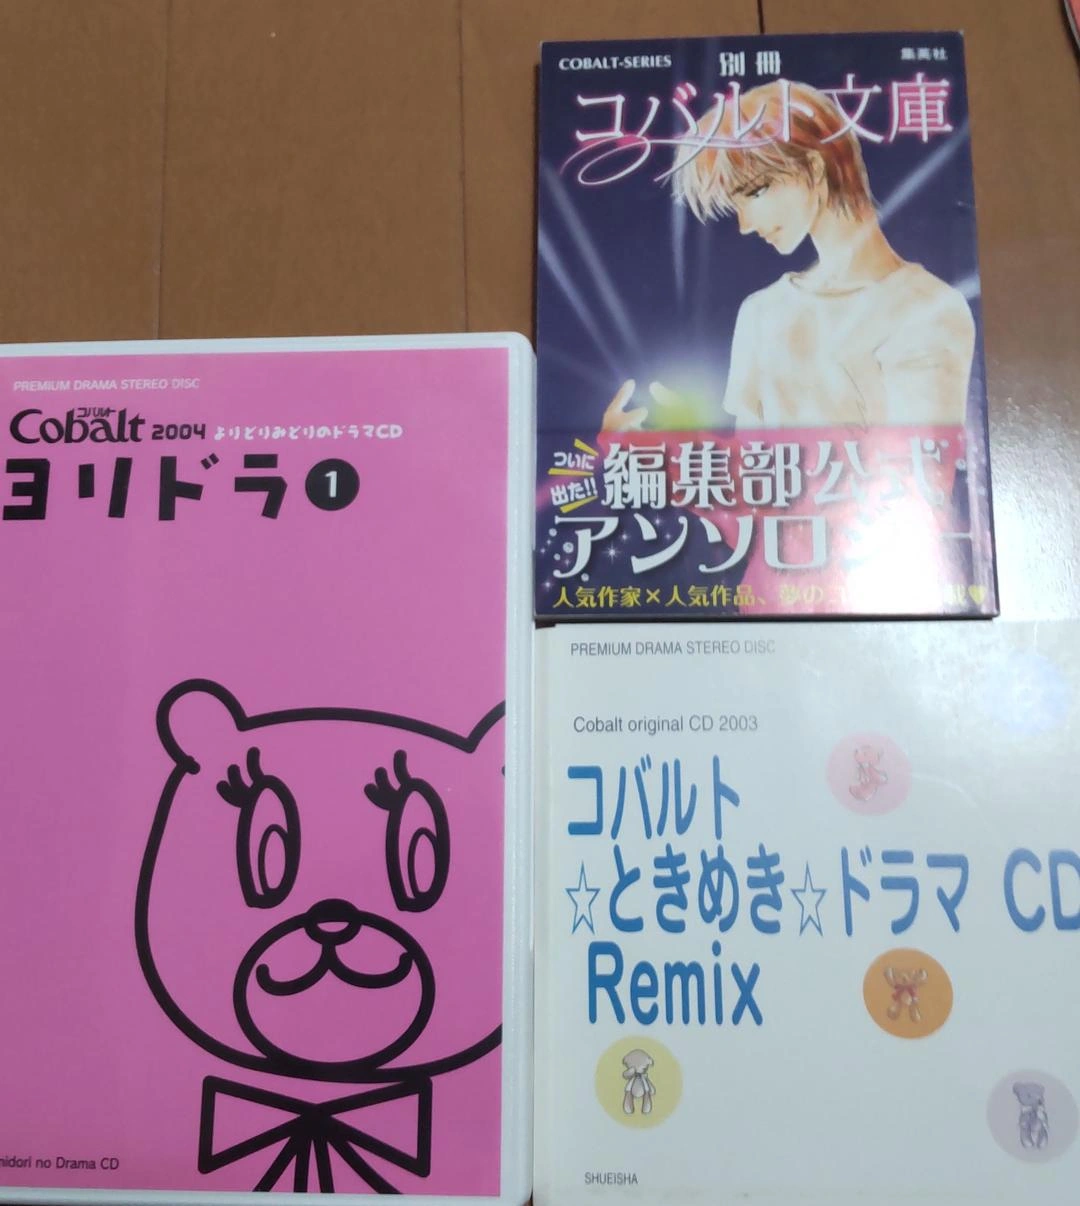 COBALT-SERIES 別冊 集英社
コバルト文庫
ついに
出た!!
編集部公式
アンソロジー
人気作家×人気作品、夢のコ 載♥
PREMIUM DRAMA STEREO DISC
コバルト
Cobalt 2004 よりどりみどりのドラマCD
ヨリドラ1
midori no Drama CD
PREMIUM DRAMA STEREO DISC
Cobalt original CD 2003
コバルト
☆ときめき☆ドラマ CD
Remix
SHUEISHA